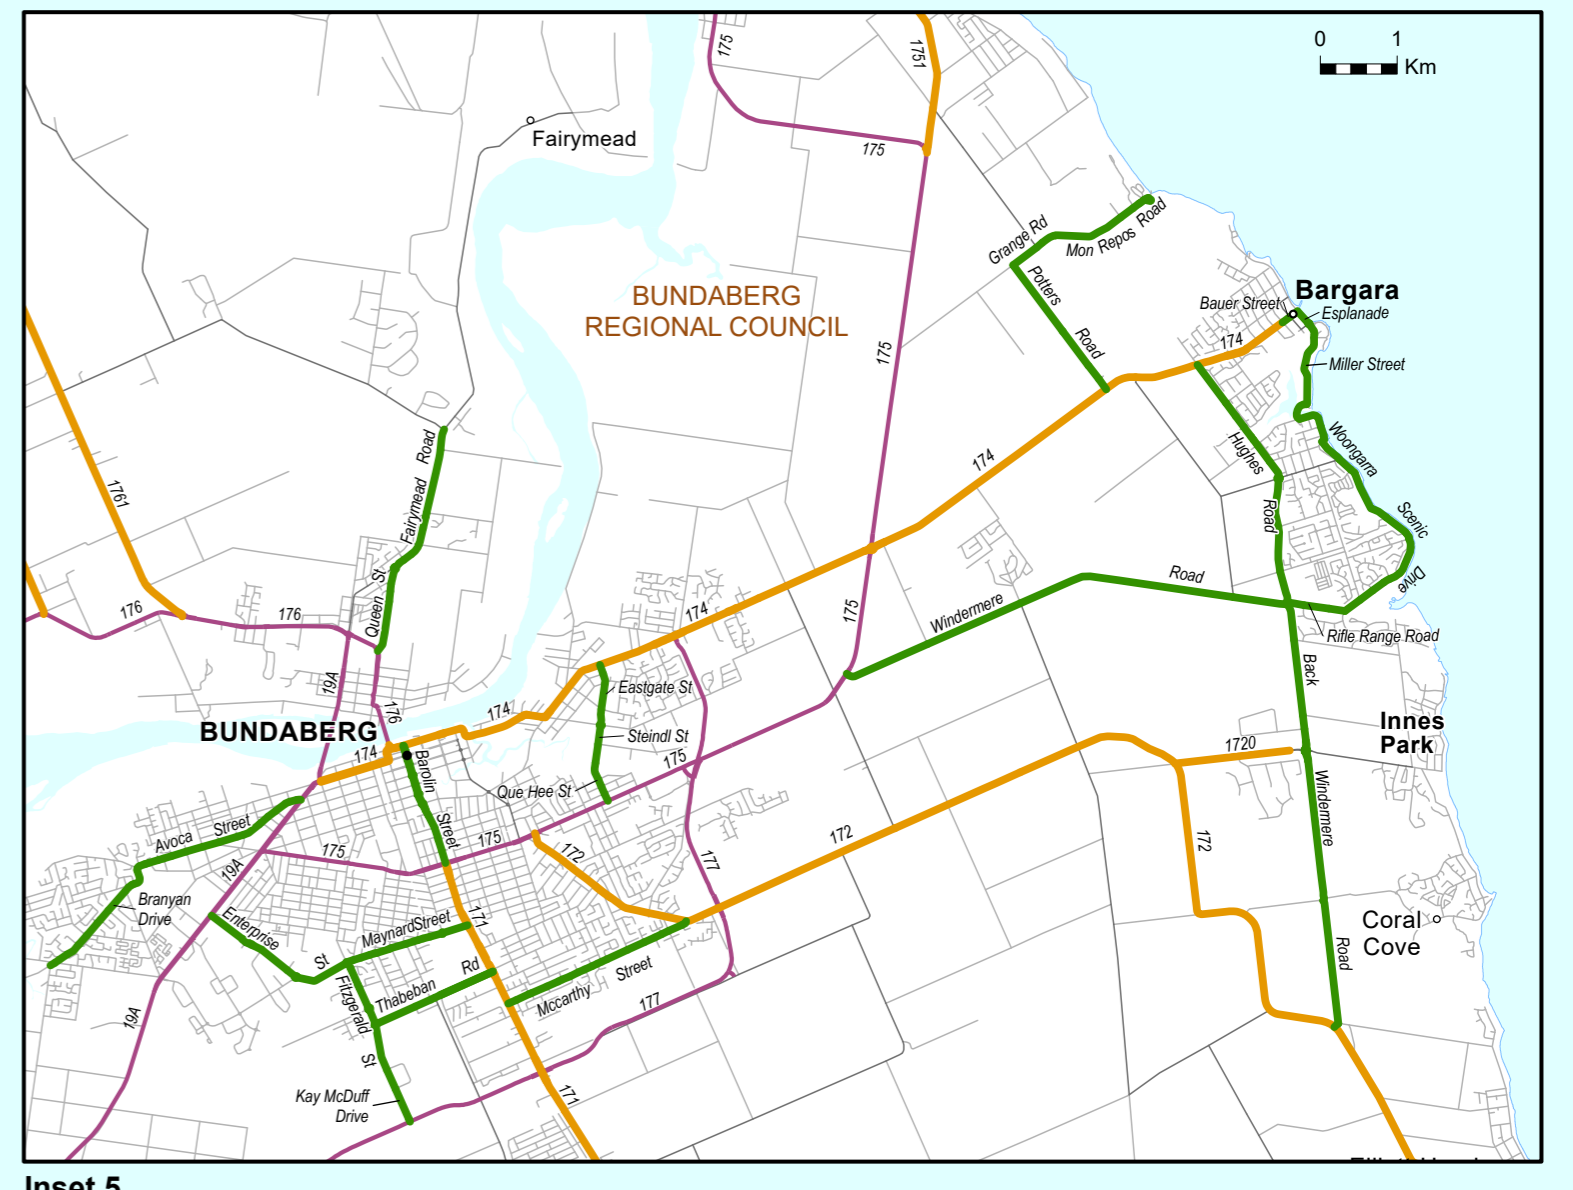 0 1
Km
175
1751
Fairymead
175
Grange Rd
Mon Repos Road
BUNDABERG
REGIONAL COUNCIL
Potters
Road
Bargara
Bauer Street
Esplanade
174
175
Miller Street
Fairymead Road
Hughes
Road
Woongarra
Scenic
Drive
174
1761
Queen St
176
176
174
175
Windermere
Road
Rifle Range Road
19A
176
Eastgate St
Back
BUNDABERG
174
174
Steindl St
Innes
Park
1720
175
Barolin
Street
Que Hee St
Windermere
Avoca Street
175
175
172
172
172
177
19A
Branyan
Drive
Enterprise
St
Maynard Street
171
Coral
Cove
Road
Fitzgerald
St
Thabeban Rd
Mccarthy Street
177
19A
Kay McDuff
Drive
171
Inset 5